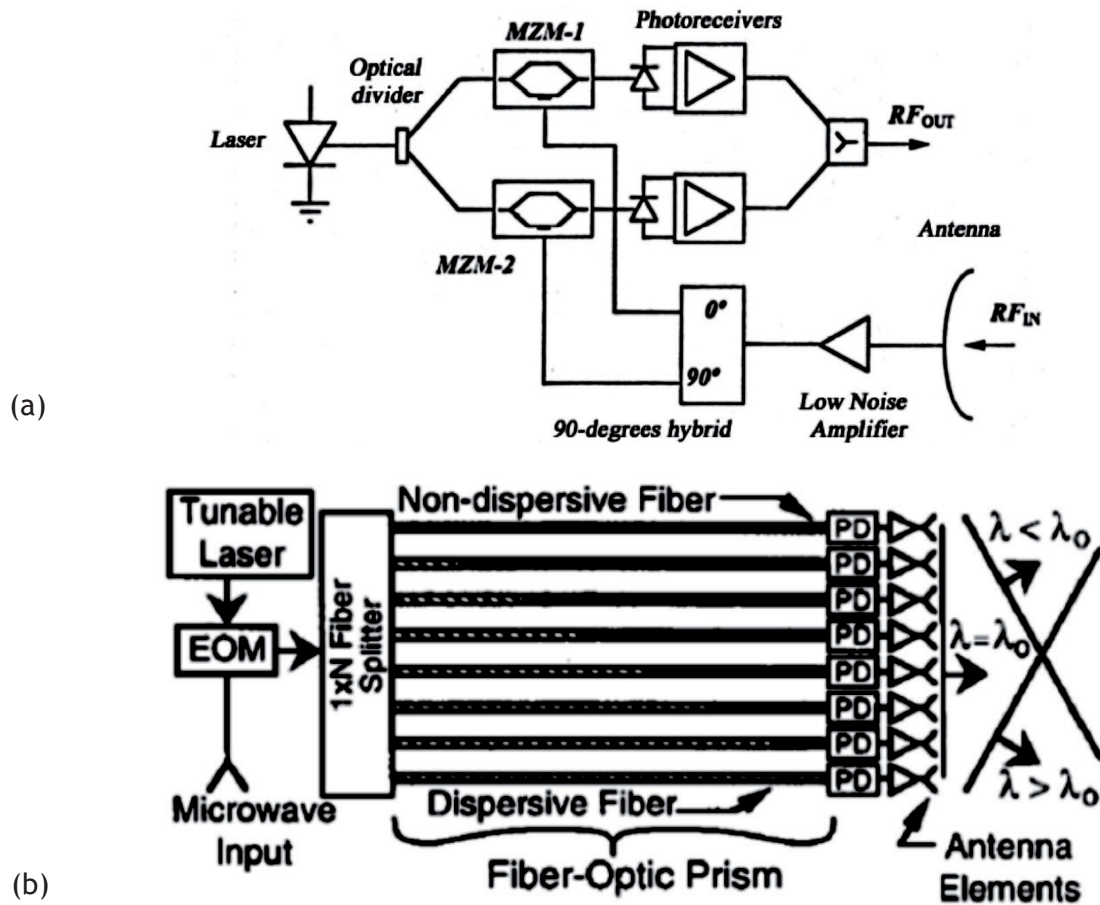 MZM-1
Photoreceivers
Optical
divider
Laser
RFOUT
MZM-2
Antenna
0°
RFIN
90°
Low Noise
Amplifier
90-degrees hybrid
(a)
Tunable
Laser
EOM
Microwave
Input
1xN Fiber
Splitter
Non-dispersive Fiber
Dispersive Fiber
Fiber-Optic Prism
PD
PD
PD
PD
PD
PD
PD
PD
λ < λo
λ = λo
λ > λo
Antenna
Elements
(b)